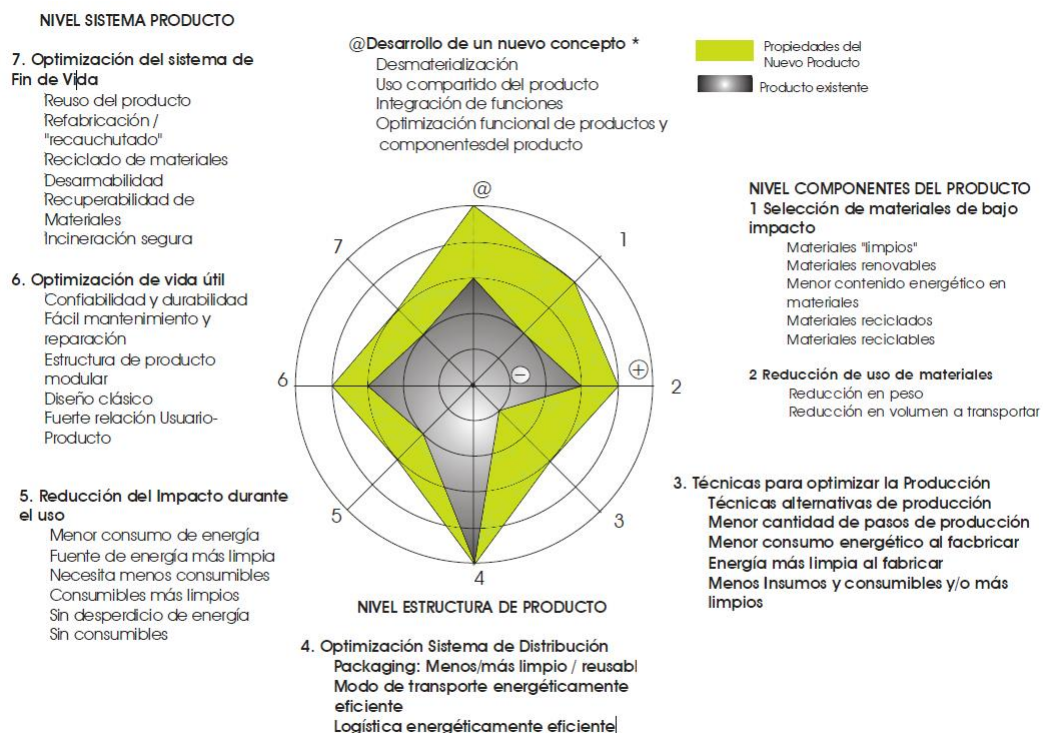 NIVEL SISTEMA PRODUCTO
7. Optimización del sistema de
Fin de Vida
Reuso del producto
Refabricación /
"recauchutado"
Reciclado de materiales
Desarmabilidad
Recuperabilidad de
Materiales
Incineración segura
6. Optimización de vida útil
Confiabilidad y durabilidad
Fácil mantenimiento y
reparación
Estructura de producto
modular
Diseño clásico
Fuerte relación Usuario-
Producto
5. Reducción del Impacto durante
el uso
Menor consumo de energía
Fuente de energía más limpia
Necesita menos consumibles
Consumibles más limpios
Sin desperdicio de energía
Sin consumibles
@Desarrollo de un nuevo concepto *
Desmaterialización
Uso compartido del producto
Integración de funciones
Optimización funcional de productos y
componentesdel producto
@
7
1
6
−
+
2
5
3
4
NIVEL ESTRUCTURA DE PRODUCTO
4. Optimización Sistema de Distribución
Packaging: Menos/más limpio / reusabl
Modo de transporte energéticamente
eficiente
Logística energéticamente eficiente
Propiedades del
Nuevo Producto
Producto existente
NIVEL COMPONENTES DEL PRODUCTO
1 Selección de materiales de bajo
impacto
Materiales "limpios"
Materiales renovables
Menor contenido energético en
materiales
Materiales reciclados
Materiales reciclables
2 Reducción de uso de materiales
Reducción en peso
Reducción en volumen a transportar
3. Técnicas para optimizar la Producción
Técnicas alternativas de producción
Menor cantidad de pasos de producción
Menor consumo energético al facbricar
Energía más limpia al fabricar
Menos Insumos y consumibles y/o más
limpios